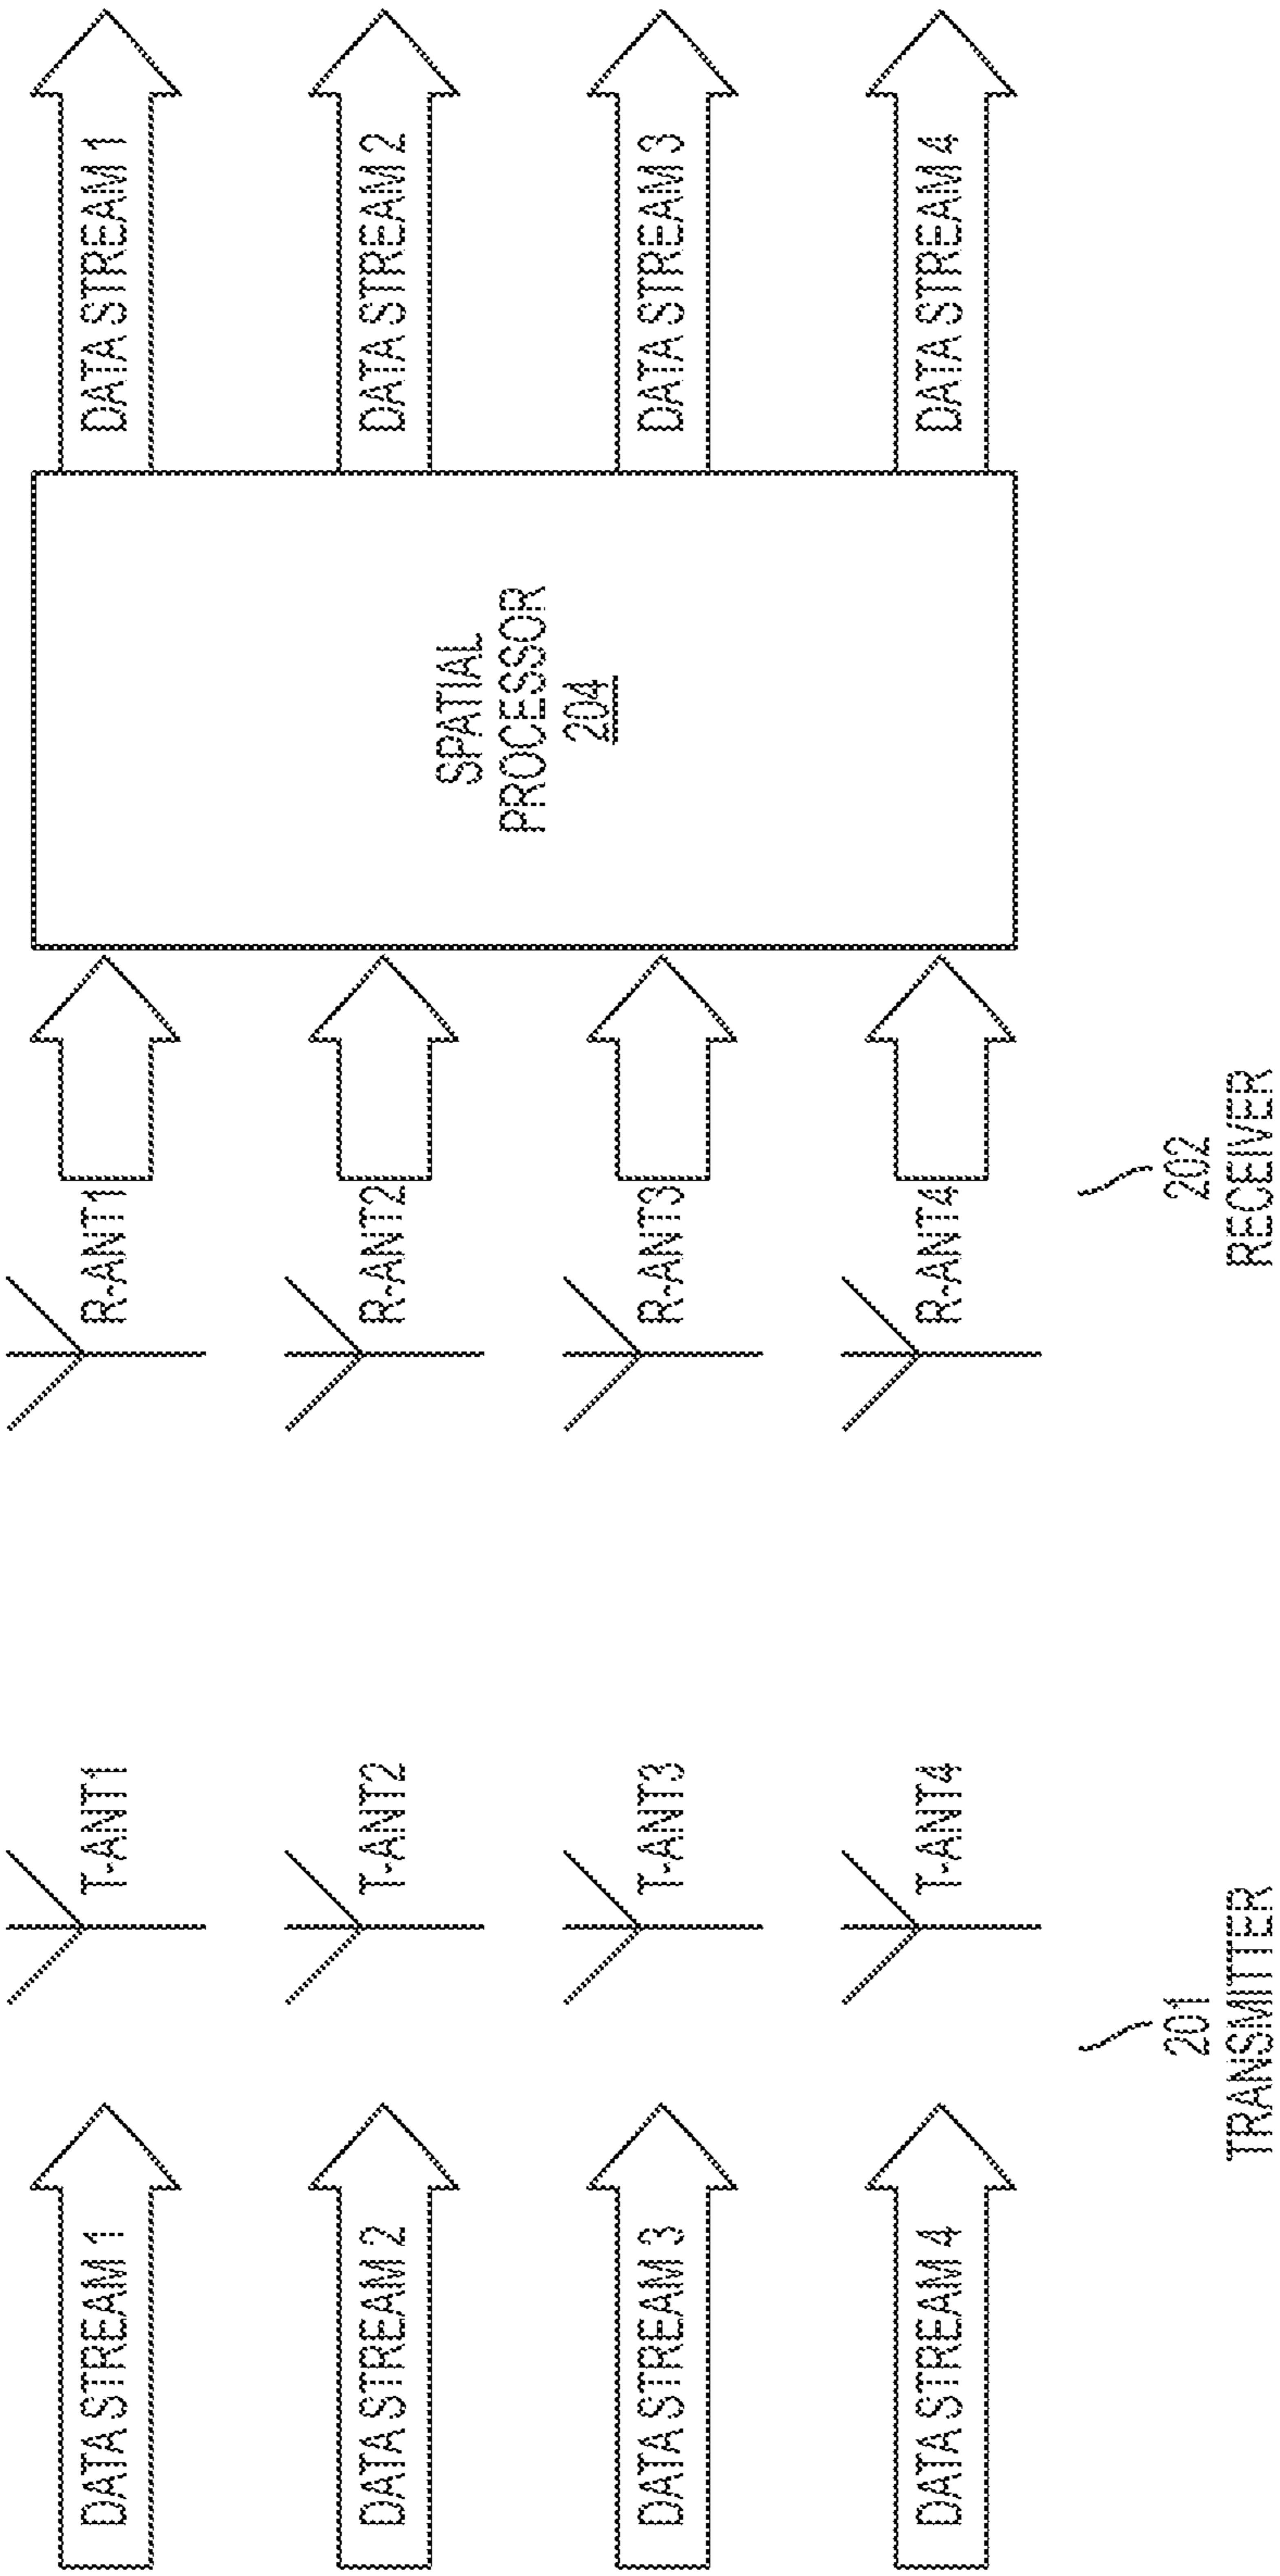 DATA STREAM 1
T-ANT1
R-ANT1
DATA STREAM 1
DATA STREAM 2
T-ANT2
R-ANT2
DATA STREAM 2
SPATIAL
PROCESSOR
204
DATA STREAM 3
T-ANT3
R-ANT3
DATA STREAM 3
DATA STREAM 4
T-ANT4
R-ANT4
DATA STREAM 4
201
TRANSMITTER
202
RECEIVER